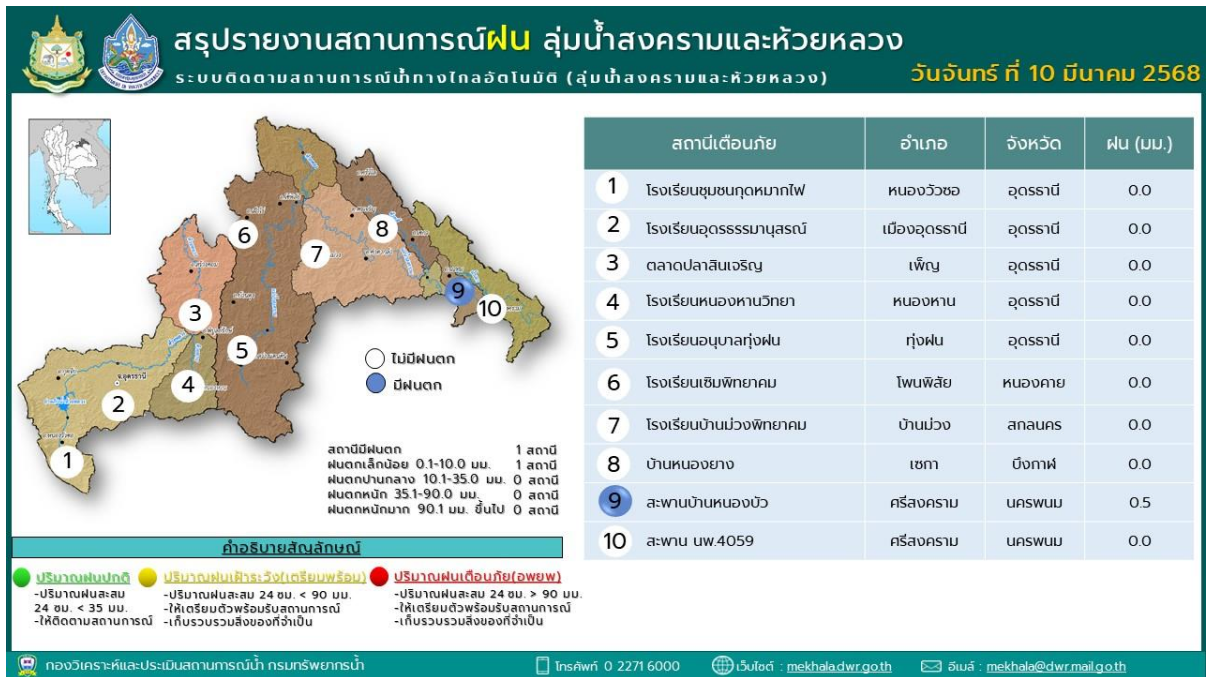 สรุปรายงานสถานการณ์ฝน ลุ่มน้ำสงครามและห้วยหลวง
ระบบติดตามสถานการณ์น้ำทางไกลอัตโนมัติ (ลุ่มน้ำสงครามและห้วยหลวง)
วันจันทร์ ที่ 10 มีนาคม 2568
สถานีเตือนภัย อำเภอ จังหวัด ฝน (มม.)
1 โรงเรียนชุมชนกุดหมากไฟ หนองวัวซอ อุดรธานี 0.0
2 โรงเรียนอุดรธรรมานุสรณ์ เมืองอุดรธานี อุดรธานี 0.0
3 ตลาดปลาสินเจริญ เพ็ญ อุดรธานี 0.0
4 โรงเรียนหนองหานวิทยา หนองหาน อุดรธานี 0.0
5 โรงเรียนอนุบาลทุ่งฝน ทุ่งฝน อุดรธานี 0.0
6 โรงเรียนเซิมพิทยาคม โพนพิสัย หนองคาย 0.0
7 โรงเรียนบ้านม่วงพิทยาคม บ้านม่วง สกลนคร 0.0
8 บ้านหนองยาง เซกา บึงกาฬ 0.0
9 สะพานบ้านหนองบัว ศรีสงคราม นครพนม 0.5
10 สะพาน นพ.4059 ศรีสงคราม นครพนม 0.0
6
8
7
9
10
3
5
4
2
1
จ.อุดรธานี
ไม่มีฝนตก
มีฝนตก
สถานีมีฝนตก 1 สถานี
ฝนตกเล็กน้อย 0.1-10.0 มม. 1 สถานี
ฝนตกปานกลาง 10.1-35.0 มม. 0 สถานี
ฝนตกหนัก 35.1-90.0 มม. 0 สถานี
ฝนตกหนักมาก 90.1 มม. ขึ้นไป 0 สถานี
คำอธิบายสัญลักษณ์
ปริมาณฝนปกติ
-ปริมาณฝนสะสม
24 ชม. < 35 มม.
-ให้ติดตามสถานการณ์
ปริมาณฝนเฝ้าระวัง(เตรียมพร้อม)
-ปริมาณฝนสะสม 24 ชม. < 90 มม.
-ให้เตรียมตัวพร้อมรับสถานการณ์
-เก็บรวบรวมสิ่งของที่จำเป็น
ปริมาณฝนเตือนภัย(อพยพ)
-ปริมาณฝนสะสม 24 ชม. > 90 มม.
-ให้เตรียมตัวพร้อมรับสถานการณ์
-เก็บรวบรวมสิ่งของที่จำเป็น
กองวิเคราะห์และประเมินสถานการณ์น้ำ กรมทรัพยากรน้ำ
โทรศัพท์ 0 2271 6000
เว็บไซต์ : mekhala.dwr.go.th
อีเมล์ : mekhala@dwr.mail.go.th